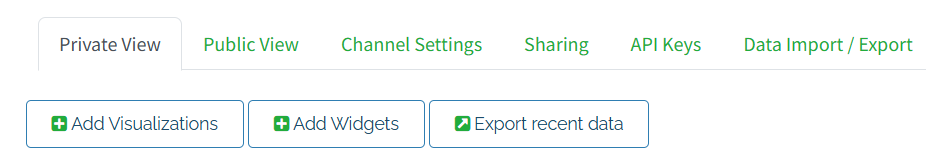 Private View Public View Channel Settings Sharing API Keys Data Import / Export
Add Visualizations Add Widgets Export recent data